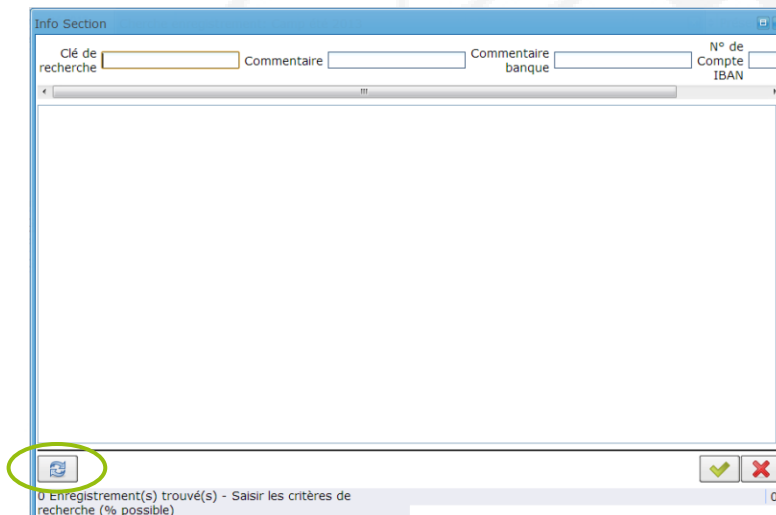 Info Section
Clé de recherche
Commentaire
Commentaire banque
N° de Compte IBAN
0 Enregistrement(s) trouvé(s) - Saisir les critères de
recherche (% possible)
0